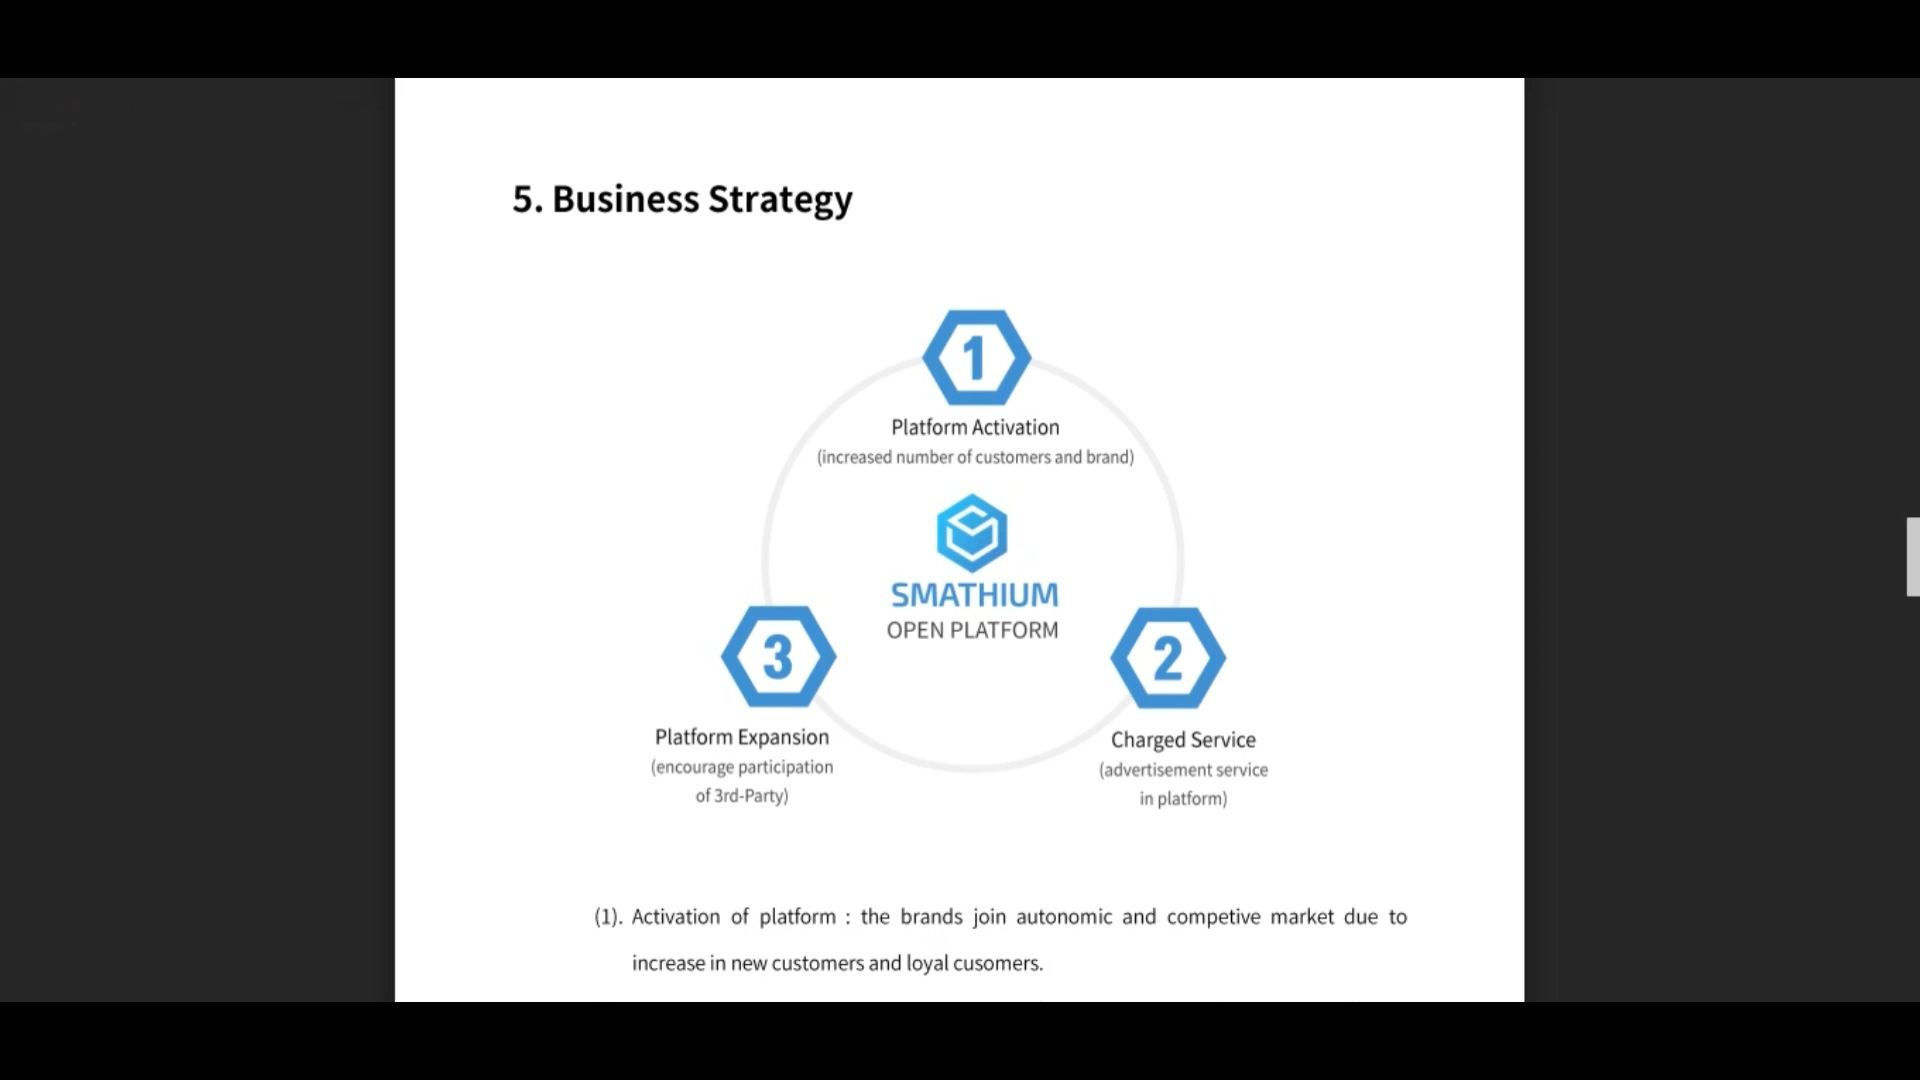 5. Business Strategy
1
Platform Activation
(increased number of customers and brand)
SMATHIUM
OPEN PLATFORM
3
Platform Expansion
(encourage participation
of 3rd-Party)
2
Charged Service
(advertisement service
in platform)
(1). Activation of platform : the brands join autonomic and competive market due to
increase in new customers and loyal cusomers.